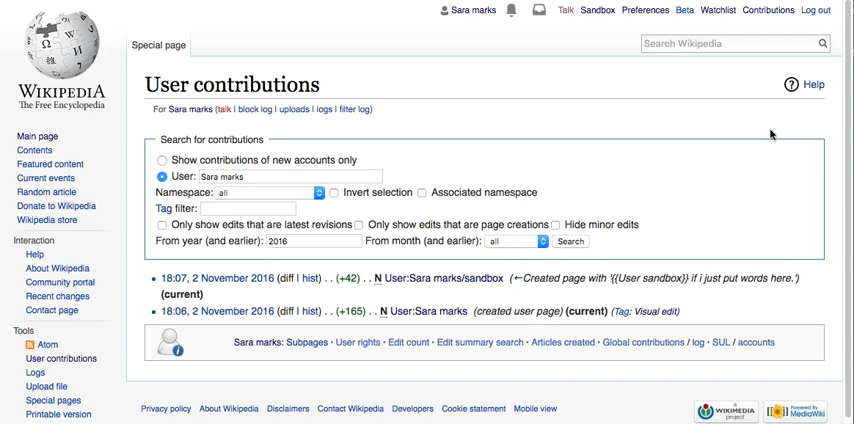 Sara marks Talk Sandbox Preferences Beta Watchlist Contributions Log out
Special page
Search Wikipedia
WIKIPEDIA
The Free Encyclopedia
User contributions
Help
For Sara marks (talk | block log | uploads | logs | filter log)
Main page
Contents
Featured content
Current events
Random article
Donate to Wikipedia
Wikipedia store
Interaction
Help
About Wikipedia
Community portal
Recent changes
Contact page
Tools
Atom
User contributions
Logs
Upload file
Special pages
Printable version
Search for contributions
Show contributions of new accounts only
User: Sara marks
Namespace: all Invert selection Associated namespace
Tag filter:
Only show edits that are latest revisions Only show edits that are page creations Hide minor edits
From year (and earlier): 2016 From month (and earlier): all Search
18:07, 2 November 2016 (diff | hist) . . (+42) . . N User:Sara marks/sandbox (←Created page with '{{User sandbox}} if i just put words here.')
(current)
18:06, 2 November 2016 (diff | hist) . . (+165) . . N User:Sara marks (created user page) (current) (Tag: Visual edit)
Sara marks: Subpages · User rights · Edit count · Edit summary search · Articles created · Global contributions / log · SUL / accounts
Privacy policy About Wikipedia Disclaimers Contact Wikipedia Developers Cookie statement Mobile view
a
WIKIMEDIA
project
Powered By
MediaWiki